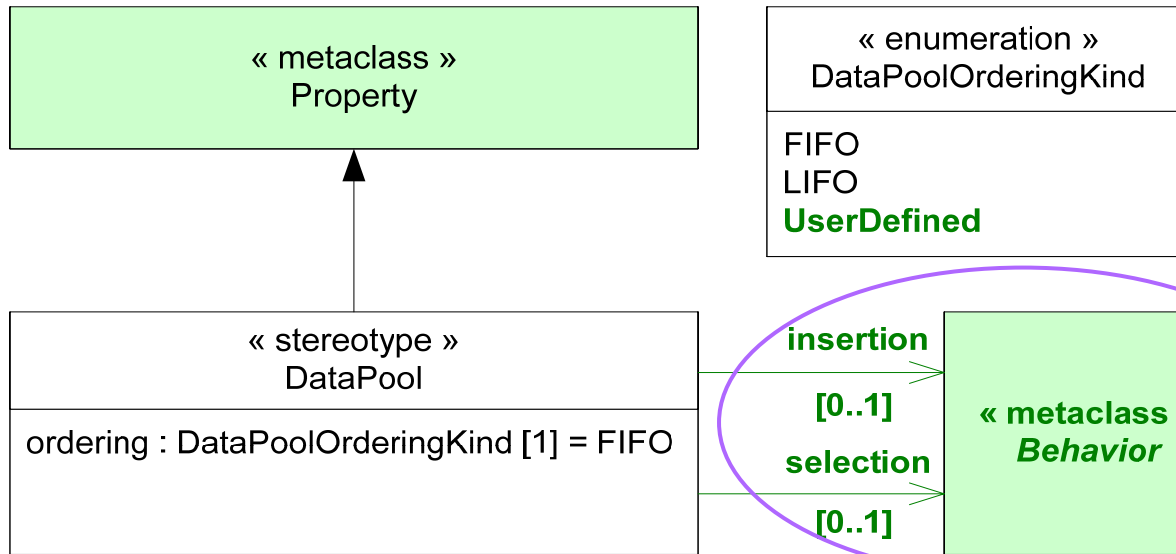 « metaclass »
Property
« enumeration »
DataPoolOrderingKind
FIFO
LIFO
UserDefined
« stereotype »
DataPool
ordering : DataPoolOrderingKind [1] = FIFO
insertion
[0..1]
selection
[0..1]
« metaclass
Behavior